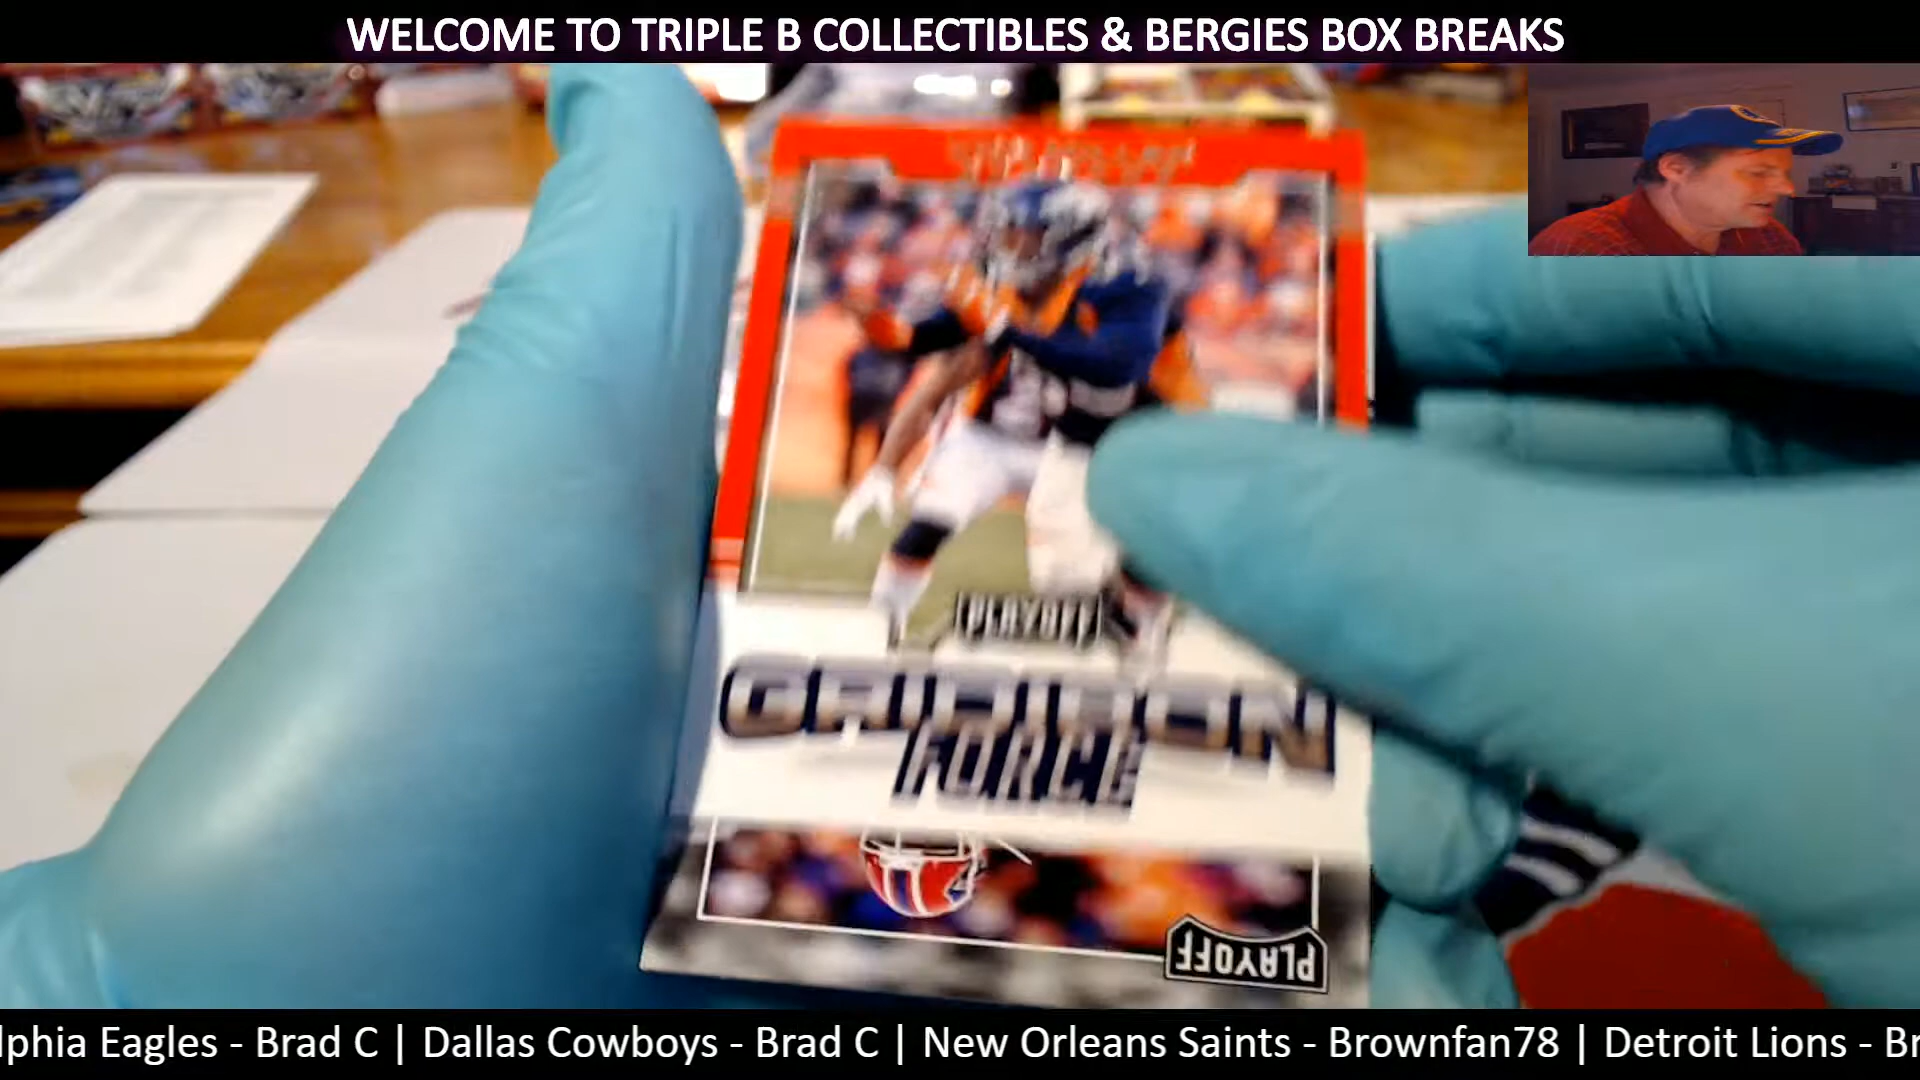 WELCOME TO TRIPLE B COLLECTIBLES & BERGIES BOX BREAKS
PLAYOFF
GRIDIRON
FORCE
PLAYOFF
lphia Eagles - Brad C | Dallas Cowboys - Brad C | New Orleans Saints - Brownfan78 | Detroit Lions - Br